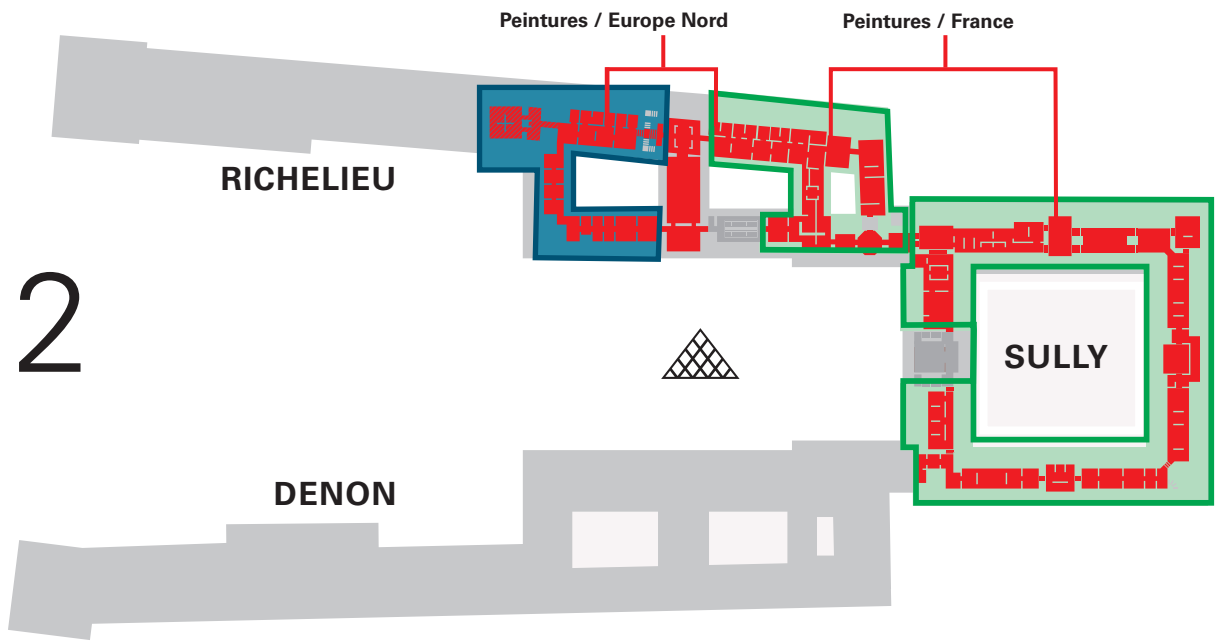 Peintures / Europe Nord
Peintures / France
RICHELIEU
2
SULLY
DENON